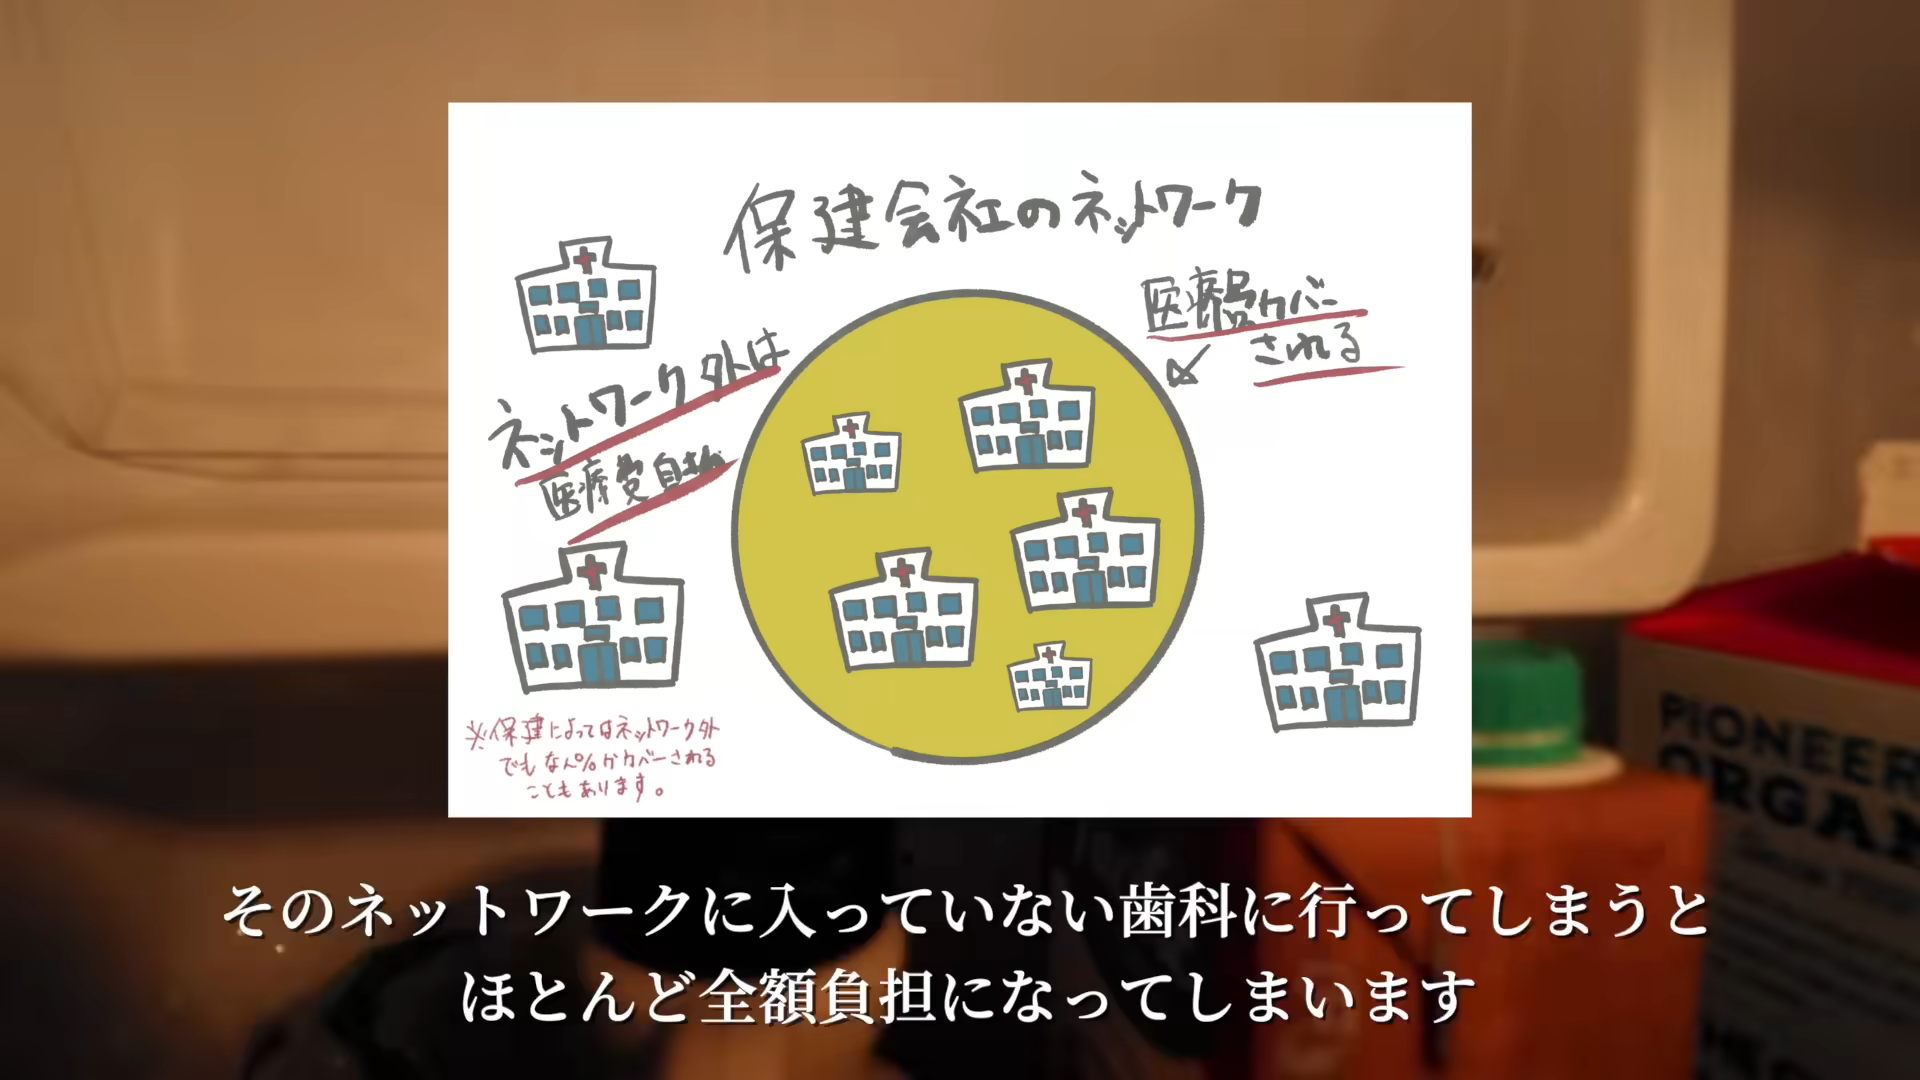 保建会社のネットワーク
医療費カバー
される
ネットワーク外は
医療費自払
※保建によってはネットワーク外
でもなん%かカバーされる
こともあります。
PIONEER
ORGAN
そのネットワークに入っていない歯科に行ってしまうと
ほとんど全額負担になってしまいます